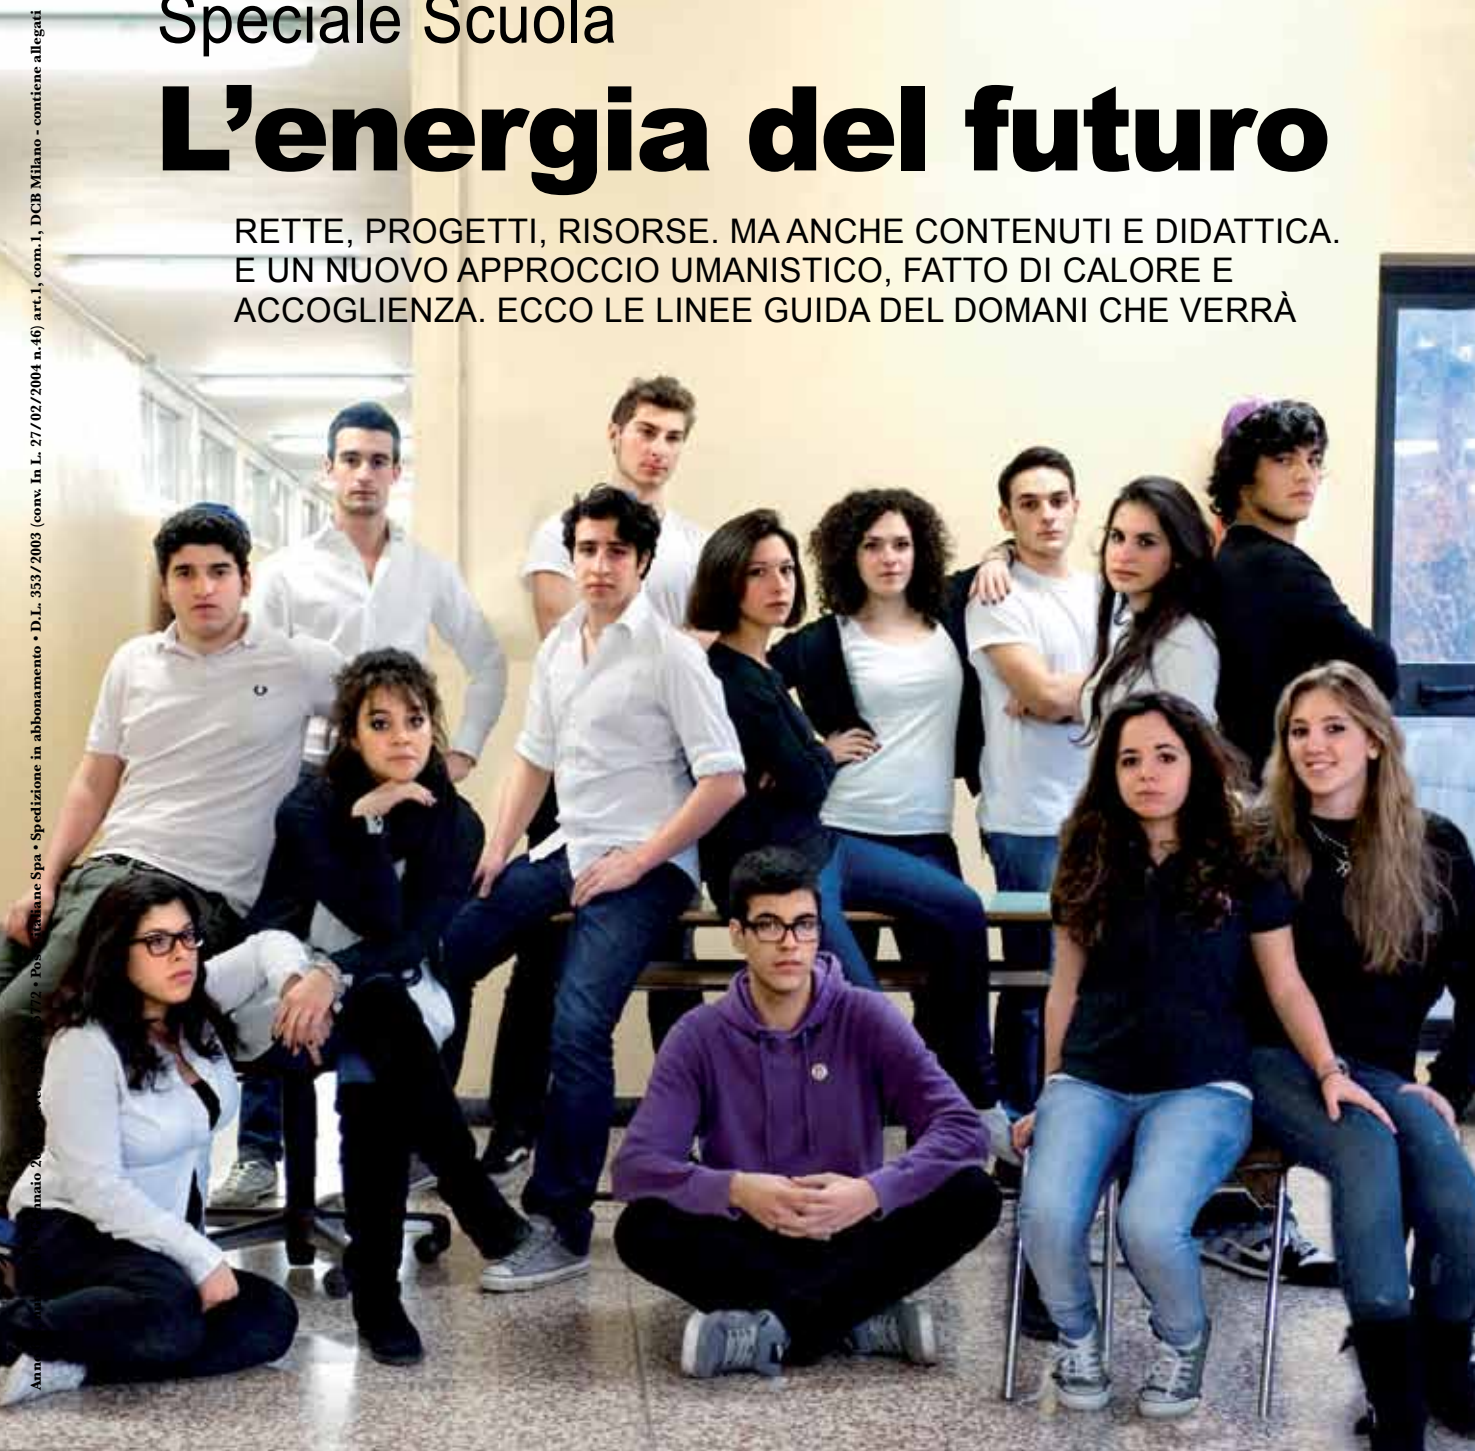 Speciale Scuola
L'energia del futuro
RETTE, PROGETTI, RISORSE. MA ANCHE CONTENUTI E DIDATTICA.
E UN NUOVO APPROCCIO UMANISTICO, FATTO DI CALORE E
ACCOGLIENZA. ECCO LE LINEE GUIDA DEL DOMANI CHE VERRÀ
Spa • Spedizione in abbonamento • D.L. 353/2003 (conv. In L. 27/02/2004 n.46) art.1, com.1, DCB Milano - contiene allegati